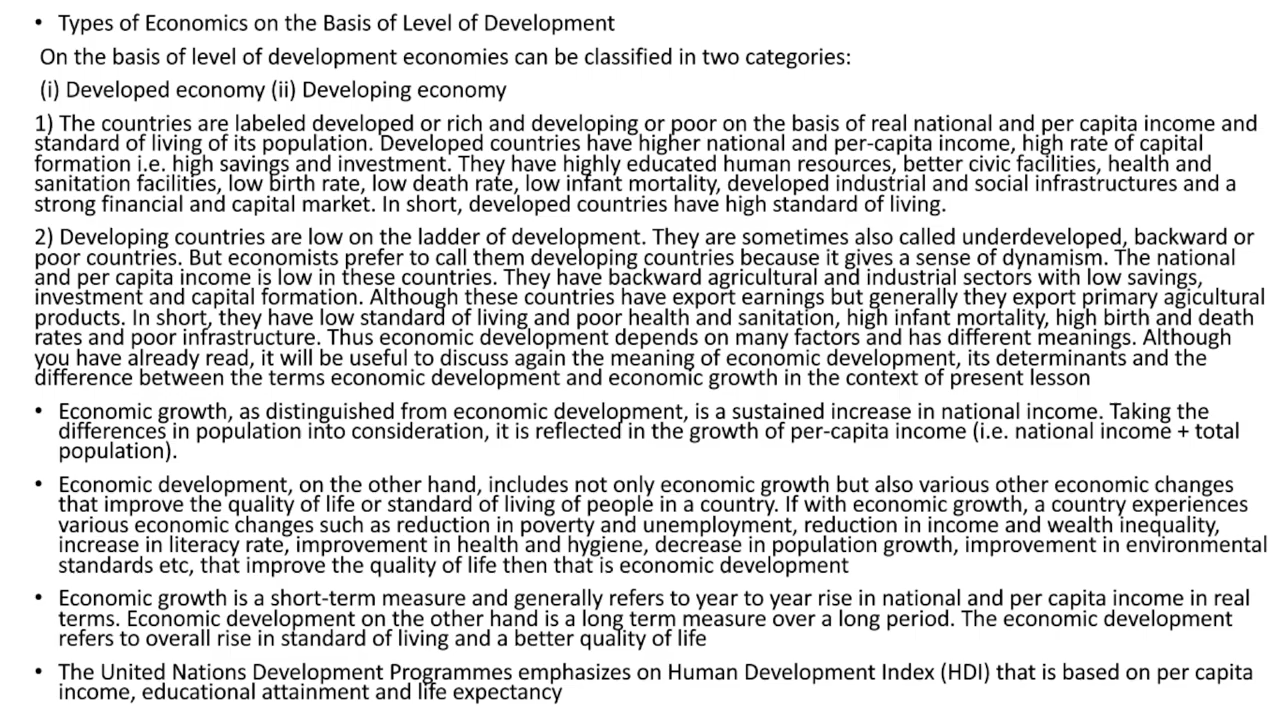 • Types of Economics on the Basis of Level of Development
On the basis of level of development economies can be classified in two categories:
(i) Developed economy (ii) Developing economy
1) The countries are labeled developed or rich and developing or poor on the basis of real national and per capita income and
standard of living of its population. Developed countries have higher national and per-capita income, high rate of capital
formation i.e. high savings and investment. They have highly educated human resources, better civic facilities, health and
sanitation facilities, low birth rate, low death rate, low infant mortality, developed industrial and social infrastructures and a
strong financial and capital market. In short, developed countries have high standard of living.
2) Developing countries are low on the ladder of development. They are sometimes also called underdeveloped, backward or
poor countries. But economists prefer to call them developing countries because it gives a sense of dynamism. The national
and per capita income is low in these countries. They have backward agricultural and industrial sectors with low savings,
investment and capital formation. Although these countries have export earnings but generally they export primary agicultural
products. In short, they have low standard of living and poor health and sanitation, high infant mortality, high birth and death
rates and poor infrastructure. Thus economic development depends on many factors and has different meanings. Although
you have already read, it will be useful to discuss again the meaning of economic development, its determinants and the
difference between the terms economic development and economic growth in the context of present lesson
• Economic growth, as distinguished from economic development, is a sustained increase in national income. Taking the
differences in population into consideration, it is reflected in the growth of per-capita income (i.e. national income + total
population).
• Economic development, on the other hand, includes not only economic growth but also various other economic changes
that improve the quality of life or standard of living of people in a country. If with economic growth, a country experiences
various economic changes such as reduction in poverty and unemployment, reduction in income and wealth inequality,
increase in literacy rate, improvement in health and hygiene, decrease in population growth, improvement in environmental
standards etc, that improve the quality of life then that is economic development
• Economic growth is a short-term measure and generally refers to year to year rise in national and per capita income in real
terms. Economic development on the other hand is a long term measure over a long period. The economic development
refers to overall rise in standard of living and a better quality of life
• The United Nations Development Programmes emphasizes on Human Development Index (HDI) that is based on per capita
income, educational attainment and life expectancy